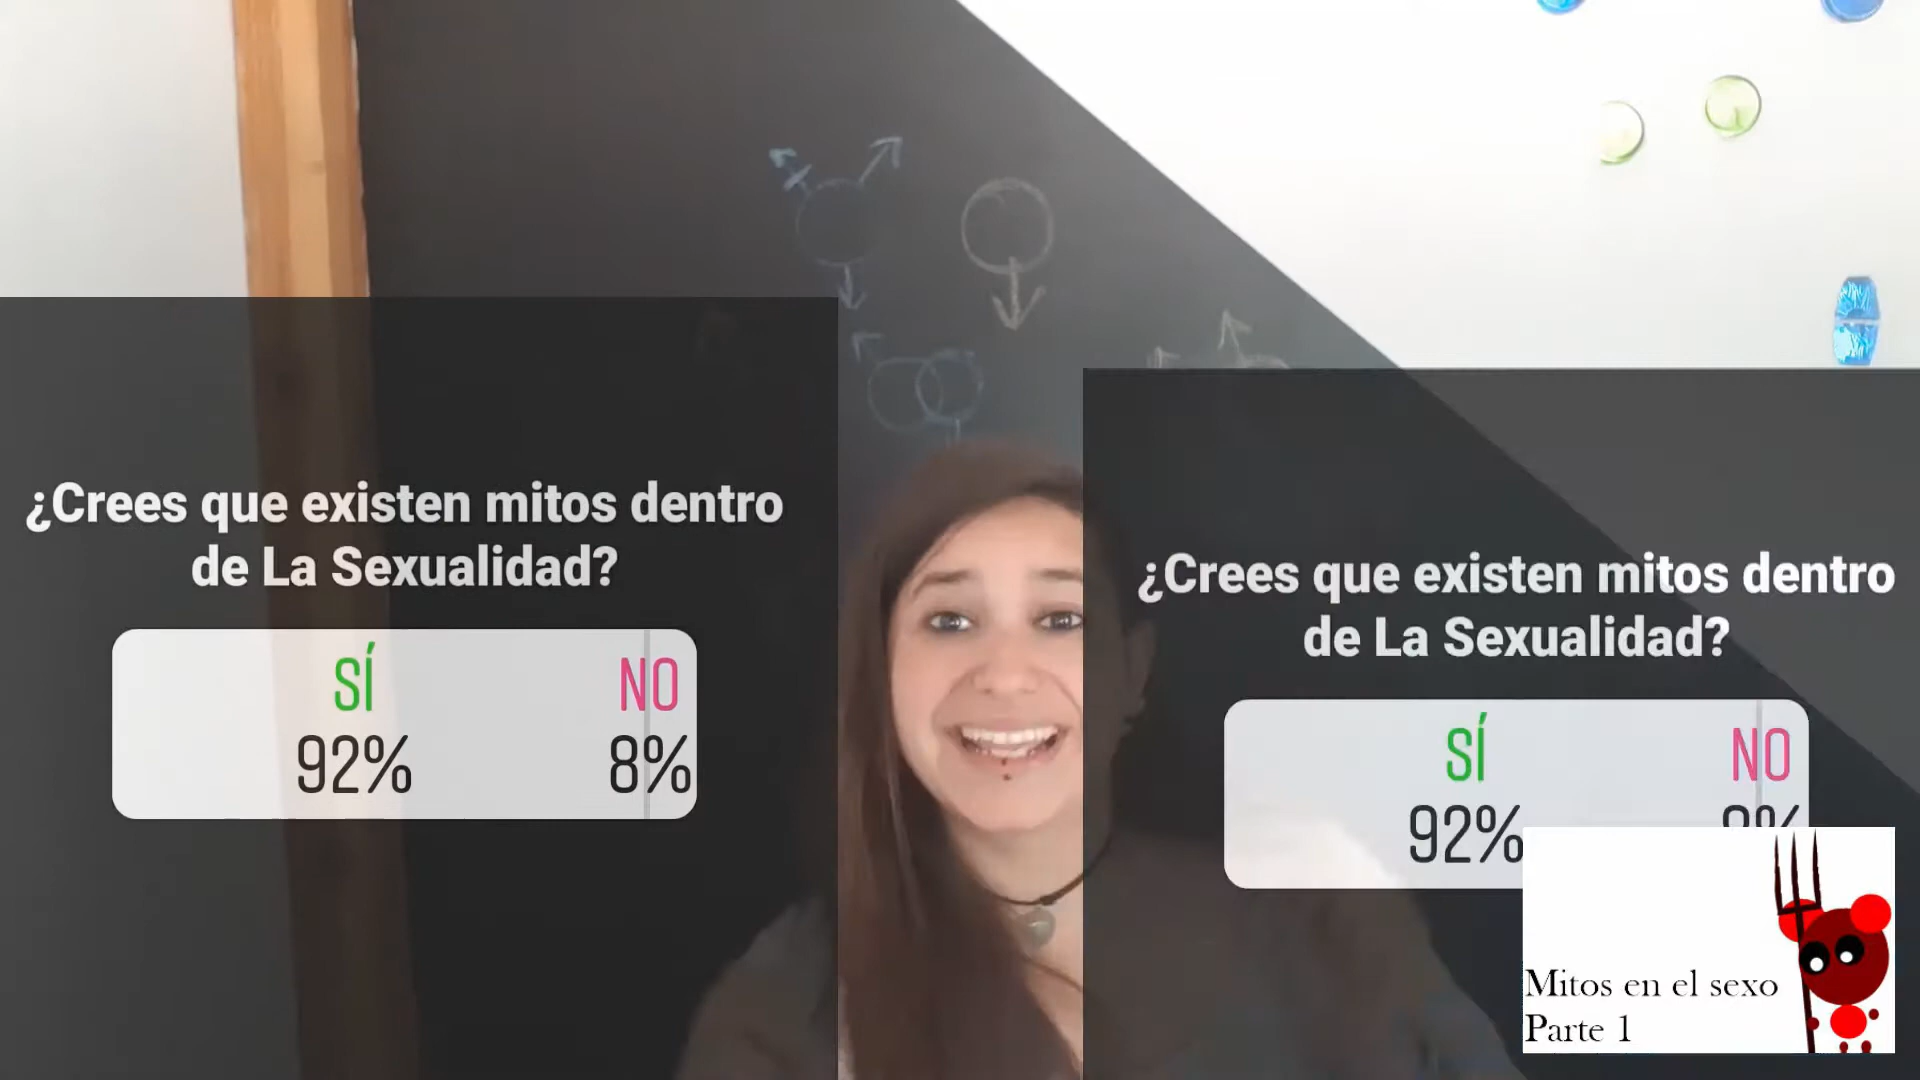 ¿Crees que existen mitos dentro
de La Sexualidad?
SÍ NO
92% 8%
¿Crees que existen mitos dentro
de La Sexualidad?
SÍ NO
92%
Mitos en el sexo
Parte 1